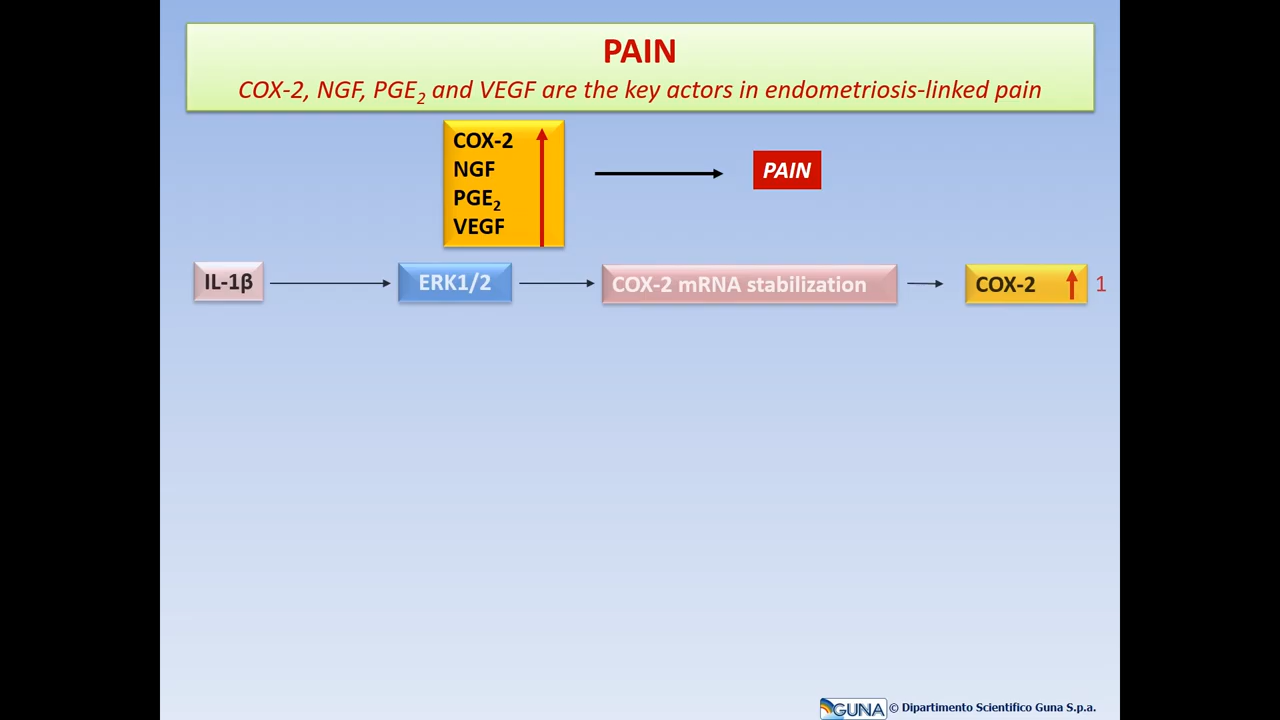 PAIN
COX-2, NGF, PGE₂ and VEGF are the key actors in endometriosis-linked pain
COX-2
NGF
PGE₂
VEGF
PAIN
IL-1β
ERK1/2
COX-2 mRNA stabilization
COX-2
1
GUNA © Dipartimento Scientifico Guna S.p.a.